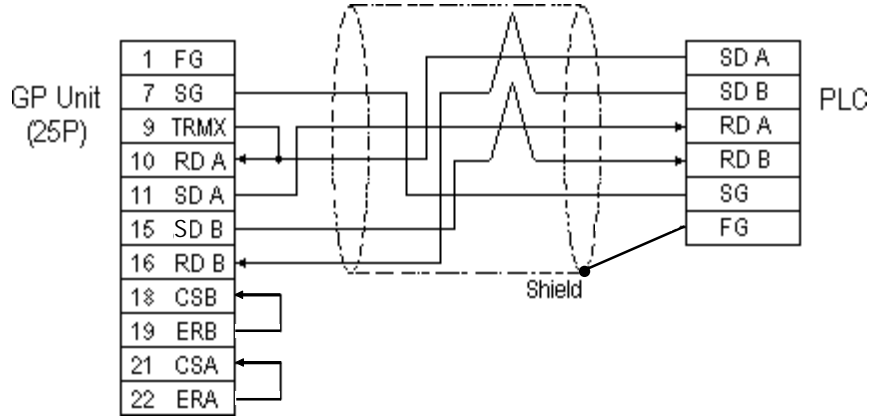 GP Unit
(25P)
1 FG
7 SG
9 TRMX
10 RD A
11 SD A
15 SD B
16 RD B
18 CSB
19 ERB
21 CSA
22 ERA
Shield
SD A
SD B
RD A
RD B
SG
FG
PLC